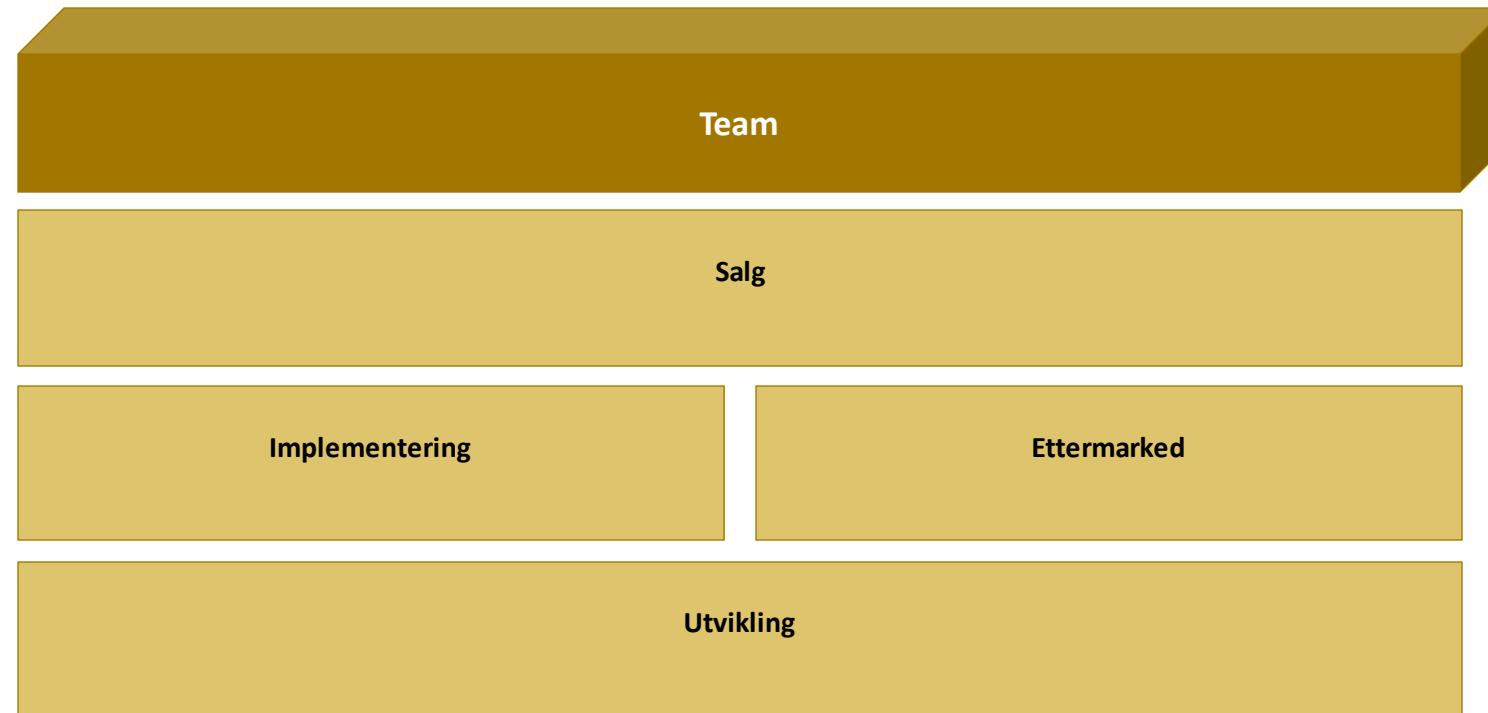 Team
Salg
Implementering
Ettermarked
Utvikling